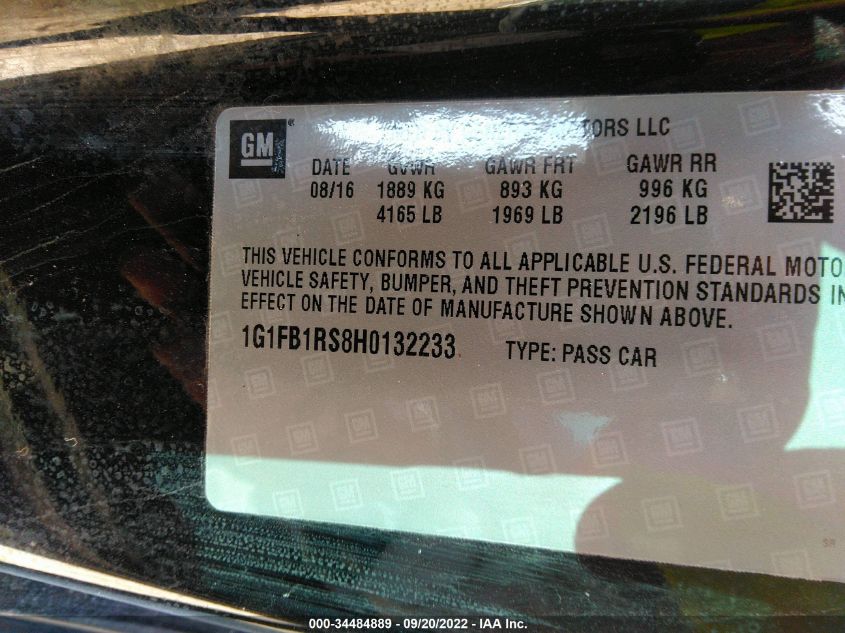 GM
TORS LLC
DATE GVWR GAWR FRT GAWR RR
08/16 1889 KG 893 KG 996 KG
4165 LB 1969 LB 2196 LB
THIS VEHICLE CONFORMS TO ALL APPLICABLE U.S. FEDERAL MOTO
VEHICLE SAFETY, BUMPER, AND THEFT PREVENTION STANDARDS IN
EFFECT ON THE DATE OF MANUFACTURE SHOWN ABOVE.
1G1FB1RS8H0132233 TYPE: PASS CAR
000-34484889 - 09/20/2022 - IAA Inc.